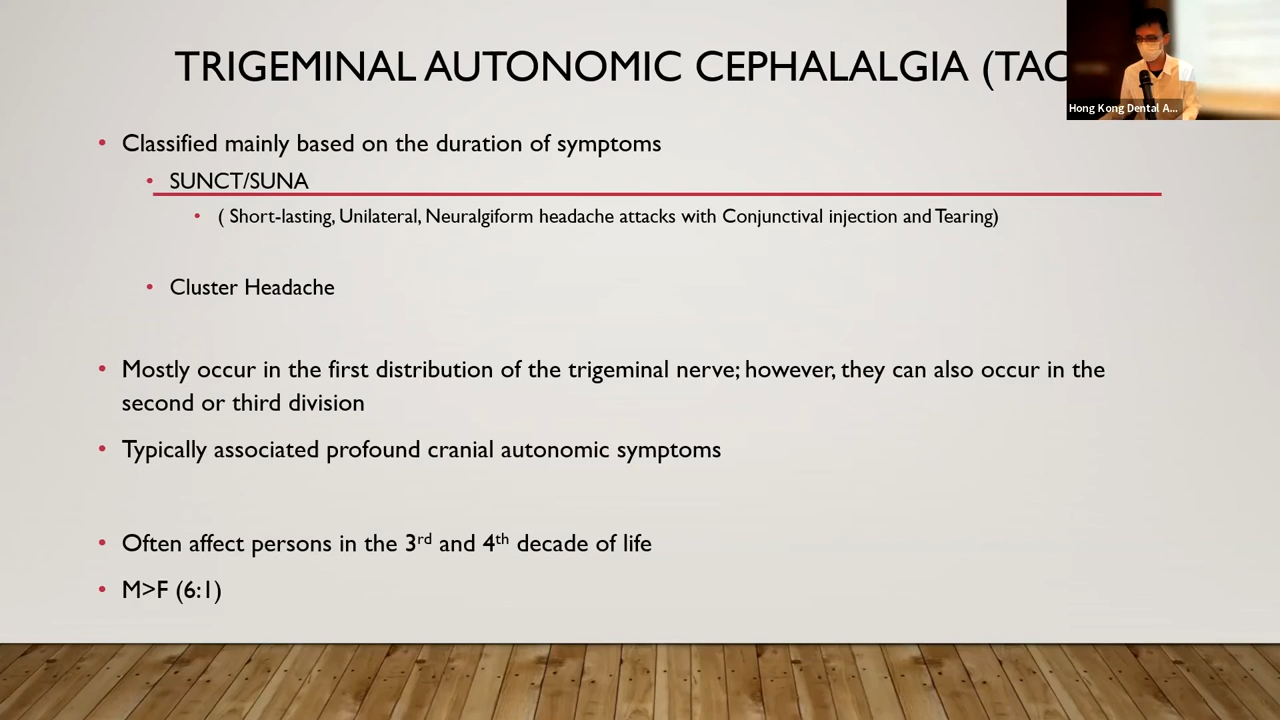 TRIGEMINAL AUTONOMIC CEPHALALGIA (TAC
Hong Kong Dental A...
• Classified mainly based on the duration of symptoms
• SUNCT/SUNA
• ( Short-lasting, Unilateral, Neuralgiform headache attacks with Conjunctival injection and Tearing)
• Cluster Headache
• Mostly occur in the first distribution of the trigeminal nerve; however, they can also occur in the
second or third division
• Typically associated profound cranial autonomic symptoms
• Often affect persons in the 3rd and 4th decade of life
• M>F (6:1)